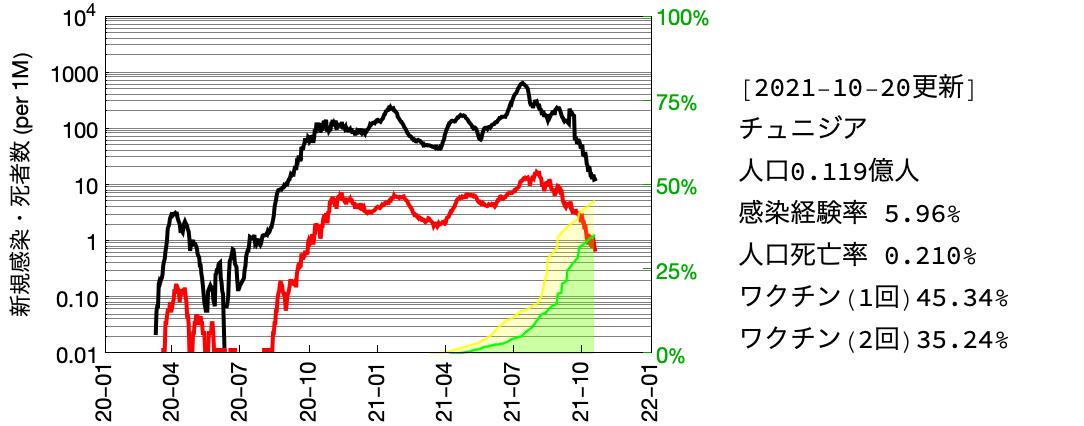 新規感染・死者数 (per 1M)
10^4
1000
100
10
1
0.10
0.01
100%
75%
50%
25%
0%
20-01
20-04
20-07
20-10
21-01
21-04
21-07
21-10
22-01
[2021-10-20更新]
チュニジア
人口0.119億人
感染経験率 5.96%
人口死亡率 0.210%
ワクチン(1回)45.34%
ワクチン(2回)35.24%